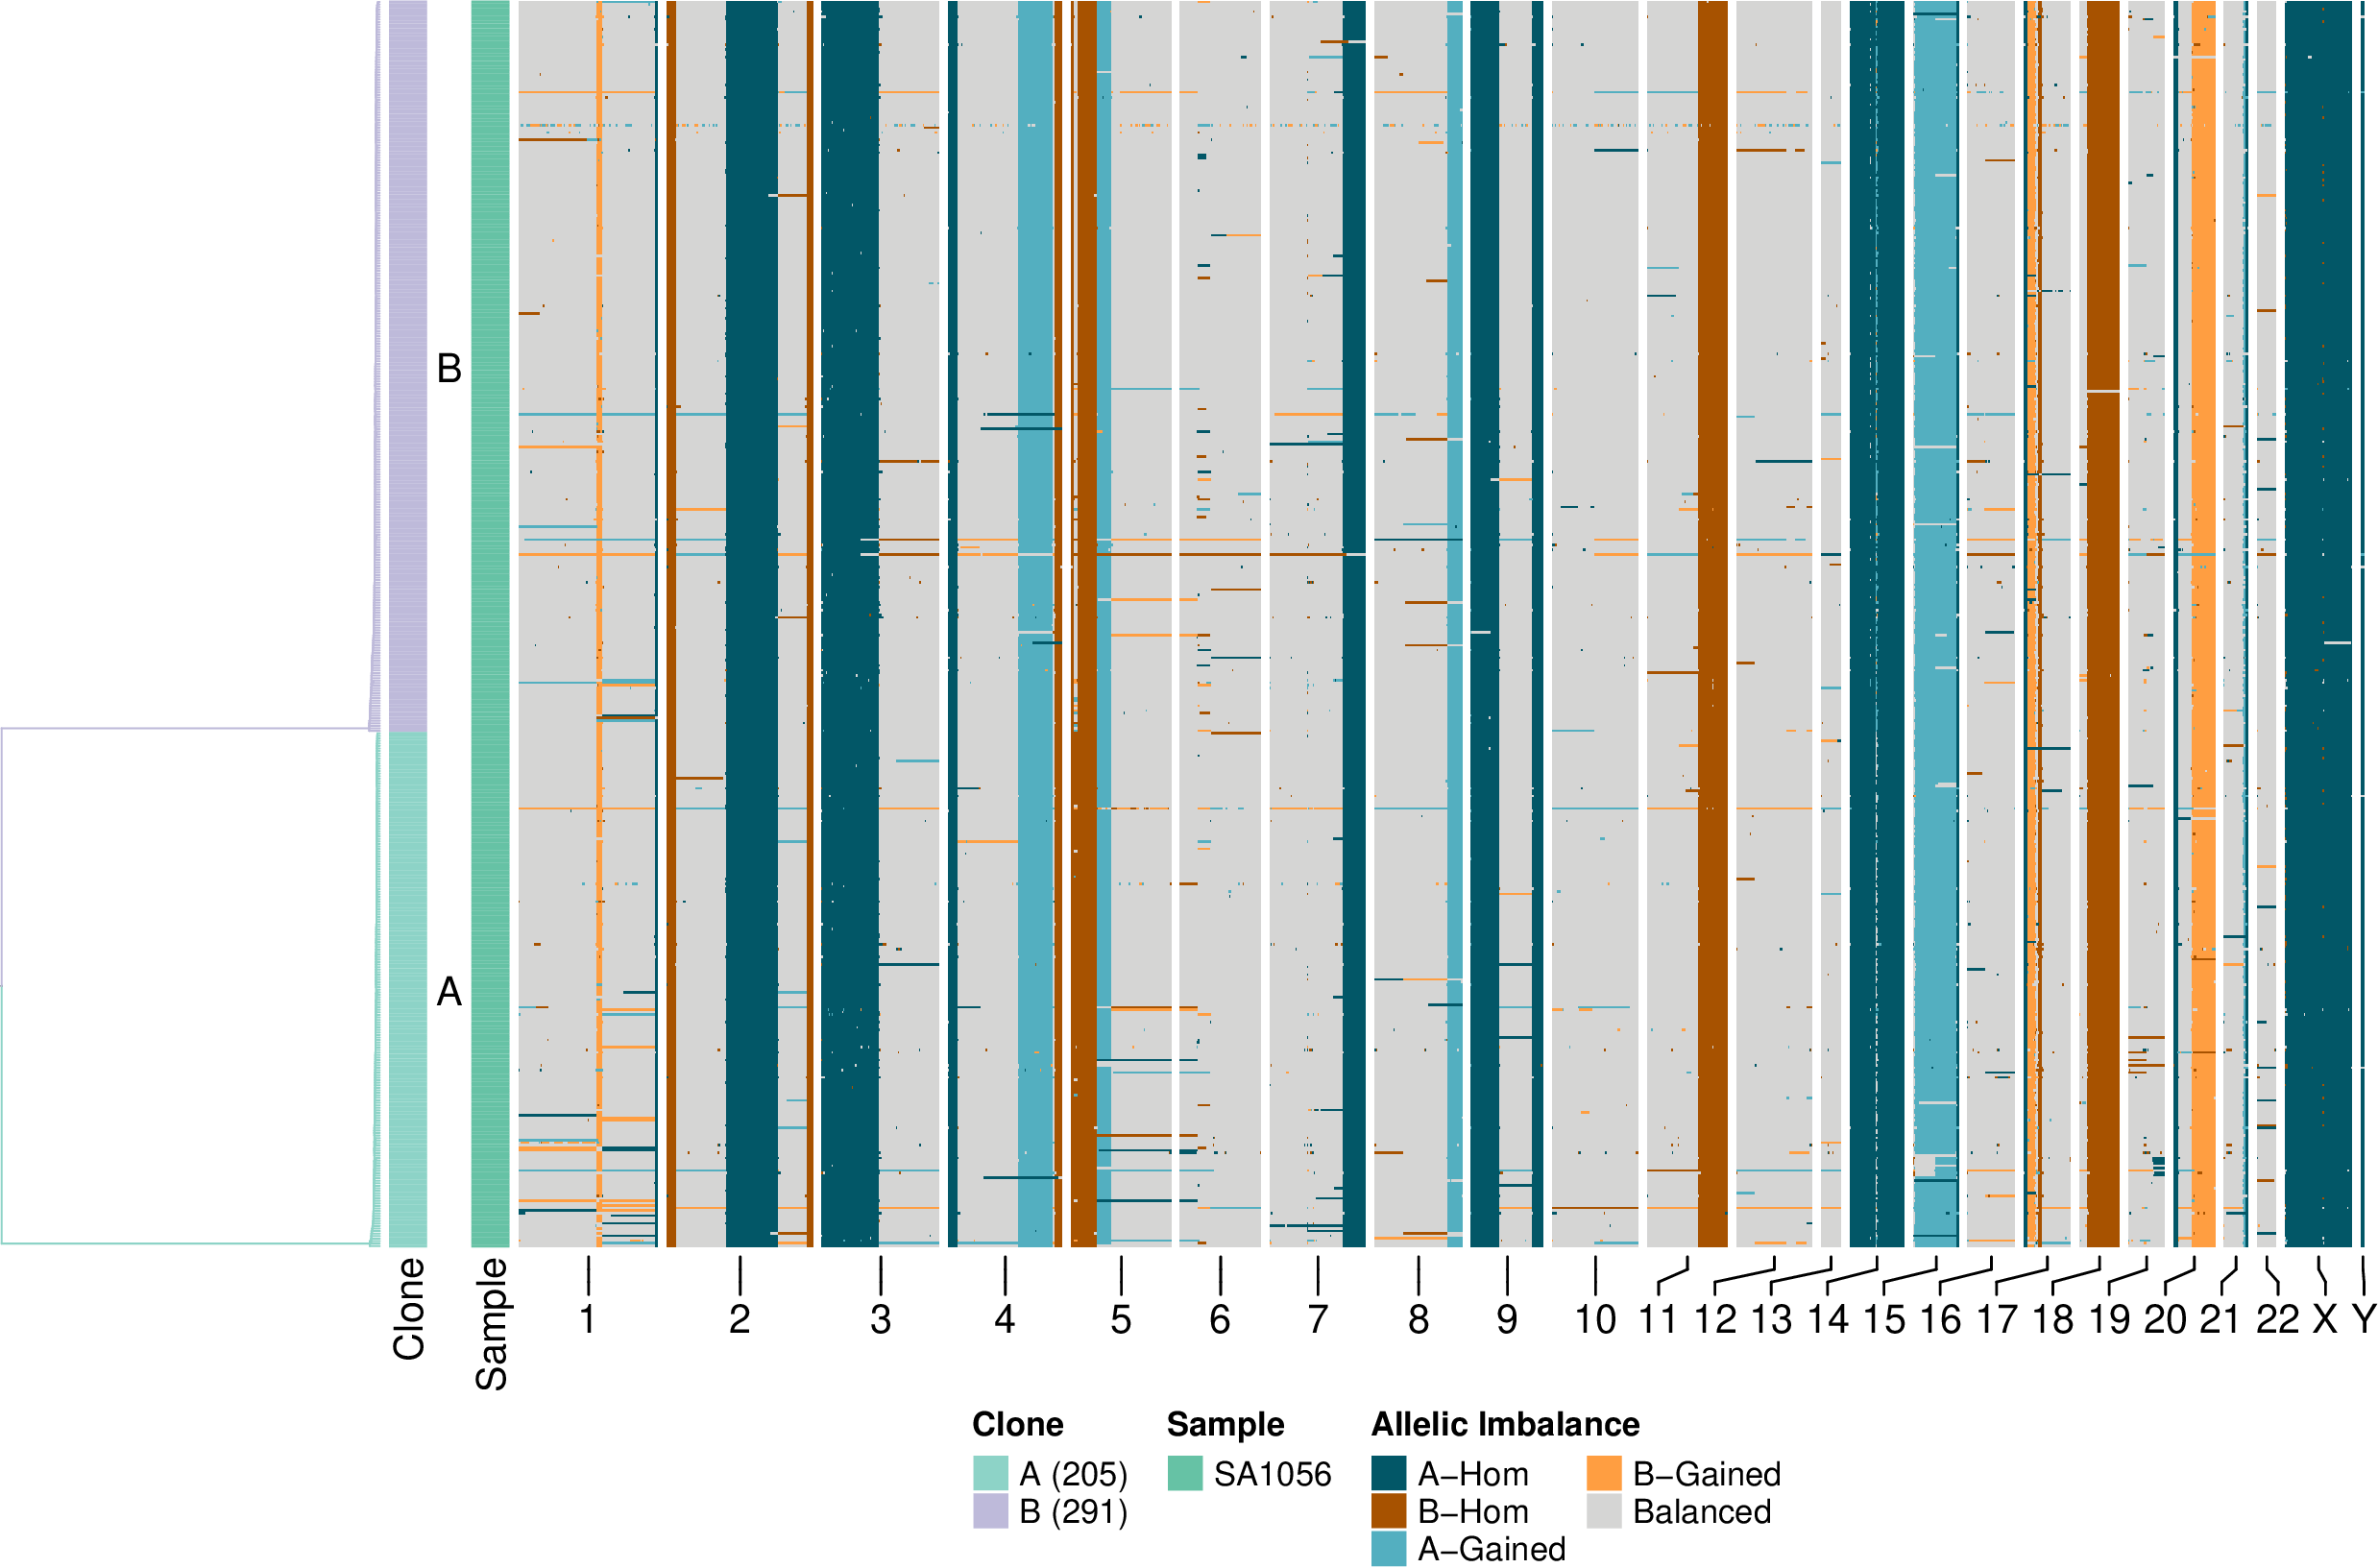 B
A
Clone
Sample
1 2 3 4 5 6 7 8 9 10 11 12 13 14 15 16 17 18 19 20 21 22 X Y
Clone Sample Allelic Imbalance
A (205) SA1056 A−Hom B−Gained
B (291) B−Hom Balanced
A−Gained